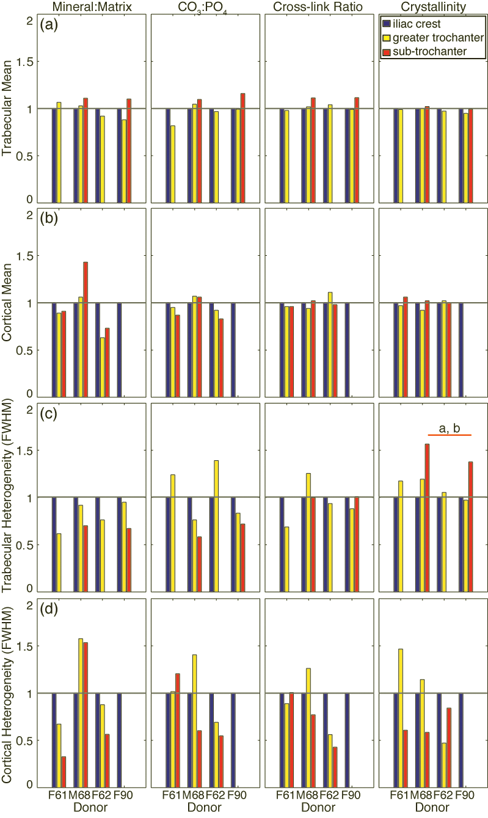 Mineral:Matrix CO3:PO4 Cross-link Ratio Crystallinity
(a)
iliac crest
greater trochanter
sub-trochanter
Trabecular Mean
2
1.5
1
0.5
0
(b)
Cortical Mean
2
1.5
1
0.5
0
(c)
a, b
Trabecular Heterogeneity (FWHM)
2
1.5
1
0.5
0
(d)
Cortical Heterogeneity (FWHM)
2
1.5
1
0.5
0
F61 M68 F62 F90 F61 M68 F62 F90 F61 M68 F62 F90 F61 M68 F62 F90
Donor Donor Donor Donor